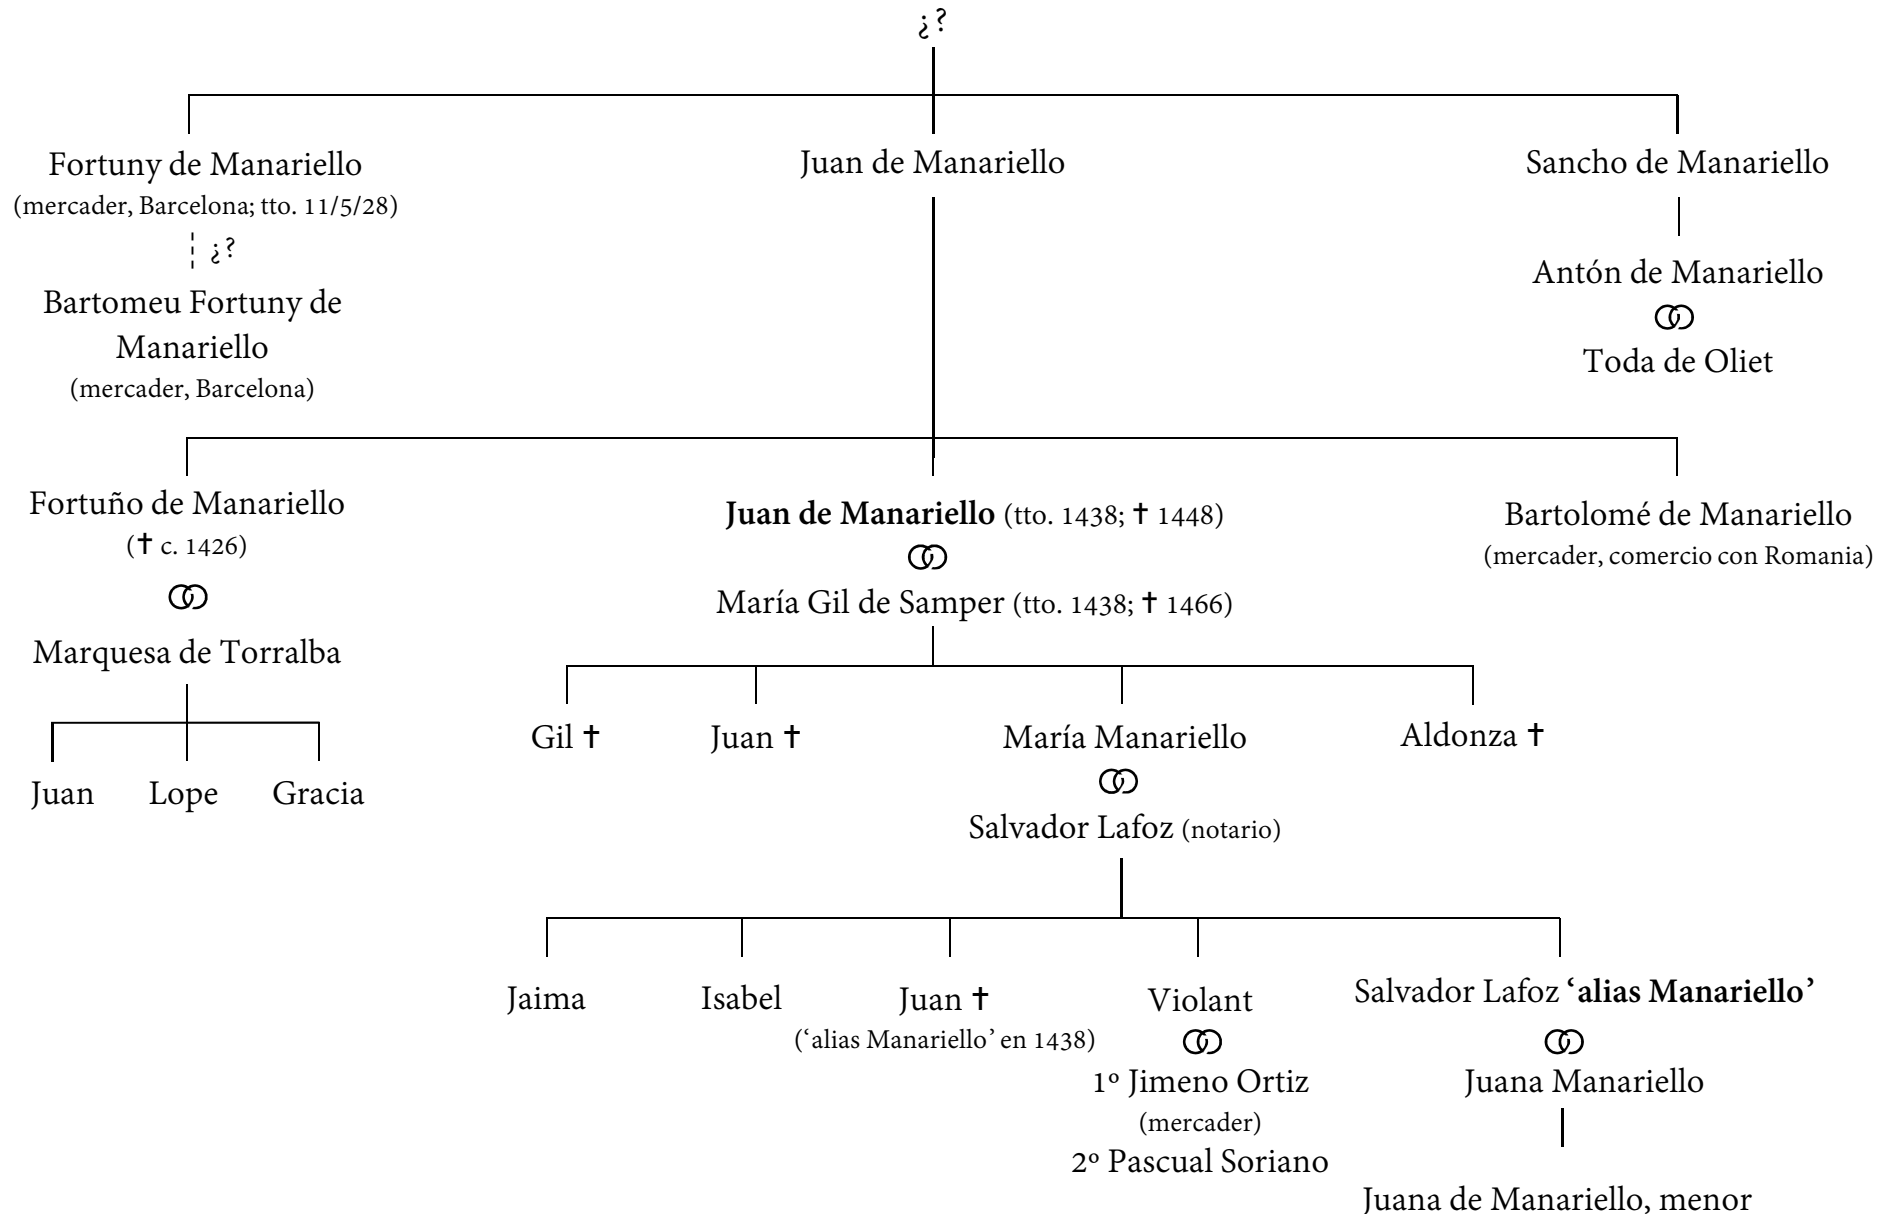 ¿?
Fortuny de Manariello
(mercader, Barcelona; tto. 11/5/28)
¿?
Bartomeu Fortuny de
Manariello
(mercader, Barcelona)
Juan de Manariello
Sancho de Manariello
Antón de Manariello
Toda de Oliet
Fortuño de Manariello
(✝ c. 1426)
Marquesa de Torralba
Juan Lope Gracia
Juan de Manariello (tto. 1438; ✝ 1448)
María Gil de Samper (tto. 1438; ✝ 1466)
Bartolomé de Manariello
(mercader, comercio con Romania)
Gil ✝ Juan ✝ María Manariello Aldonza ✝
Salvador Lafoz (notario)
Jaima
Isabel
Juan ✝
(‘alias Manariello’ en 1438)
Violant
1º Jimeno Ortiz
(mercader)
2º Pascual Soriano
Salvador Lafoz ‘alias Manariello’
Juana Manariello
Juana de Manariello, menor